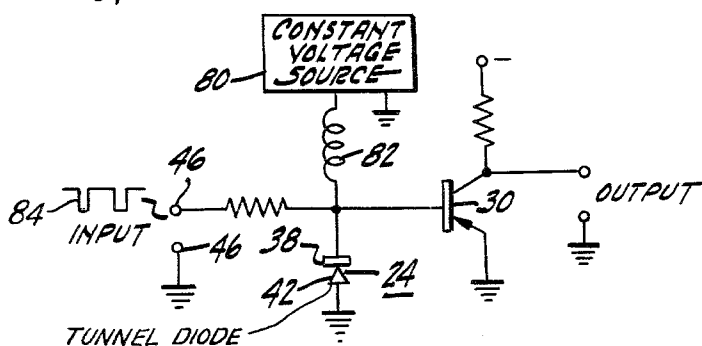 CONSTANT
VOLTAGE
SOURCE
80
82
46
84
INPUT
46
38
42
24
30
OUTPUT
TUNNEL DIODE